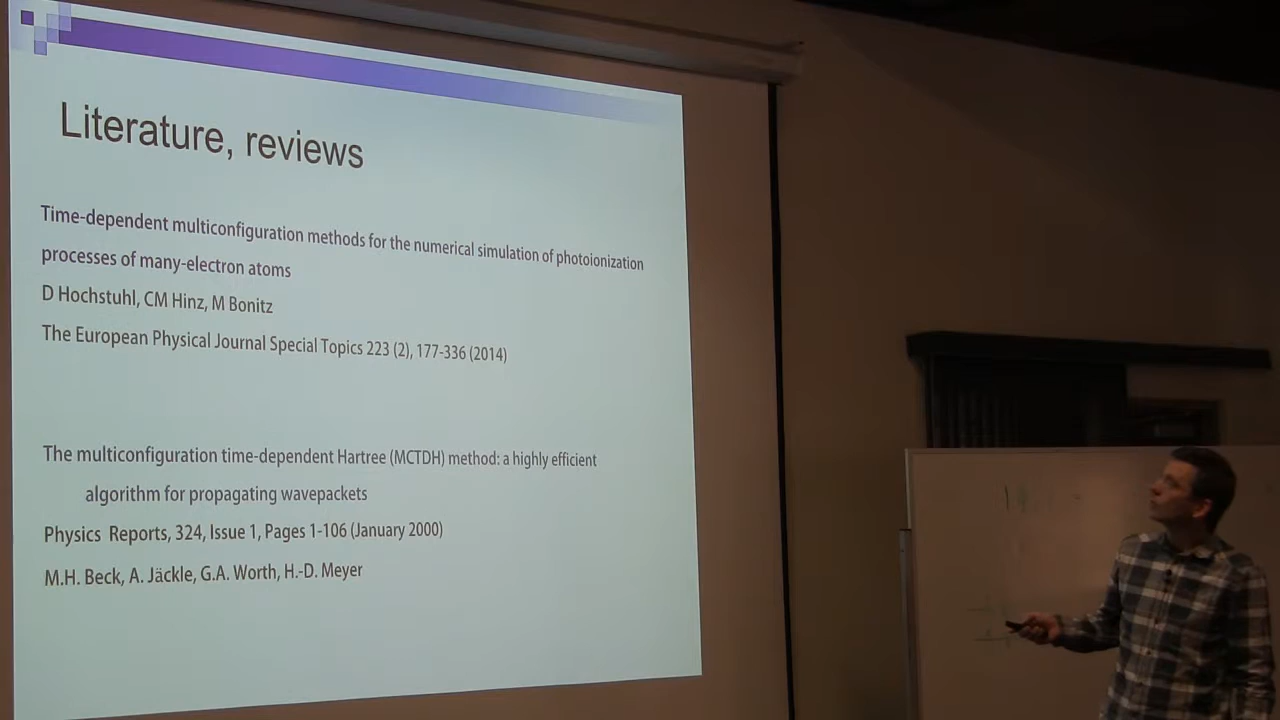 Literature, reviews
Time-dependent multiconfiguration methods for the numerical simulation of photoionization
processes of many-electron atoms
D Hochstuhl, CM Hinz, M Bonitz
The European Physical Journal Special Topics 223 (2), 177-336 (2014)
The multiconfiguration time-dependent Hartree (MCTDH) method: a highly efficient
algorithm for propagating wavepackets
Physics Reports, 324, Issue 1, Pages 1-106 (January 2000)
M.H. Beck, A. Jäckle, G.A. Worth, H.-D. Meyer